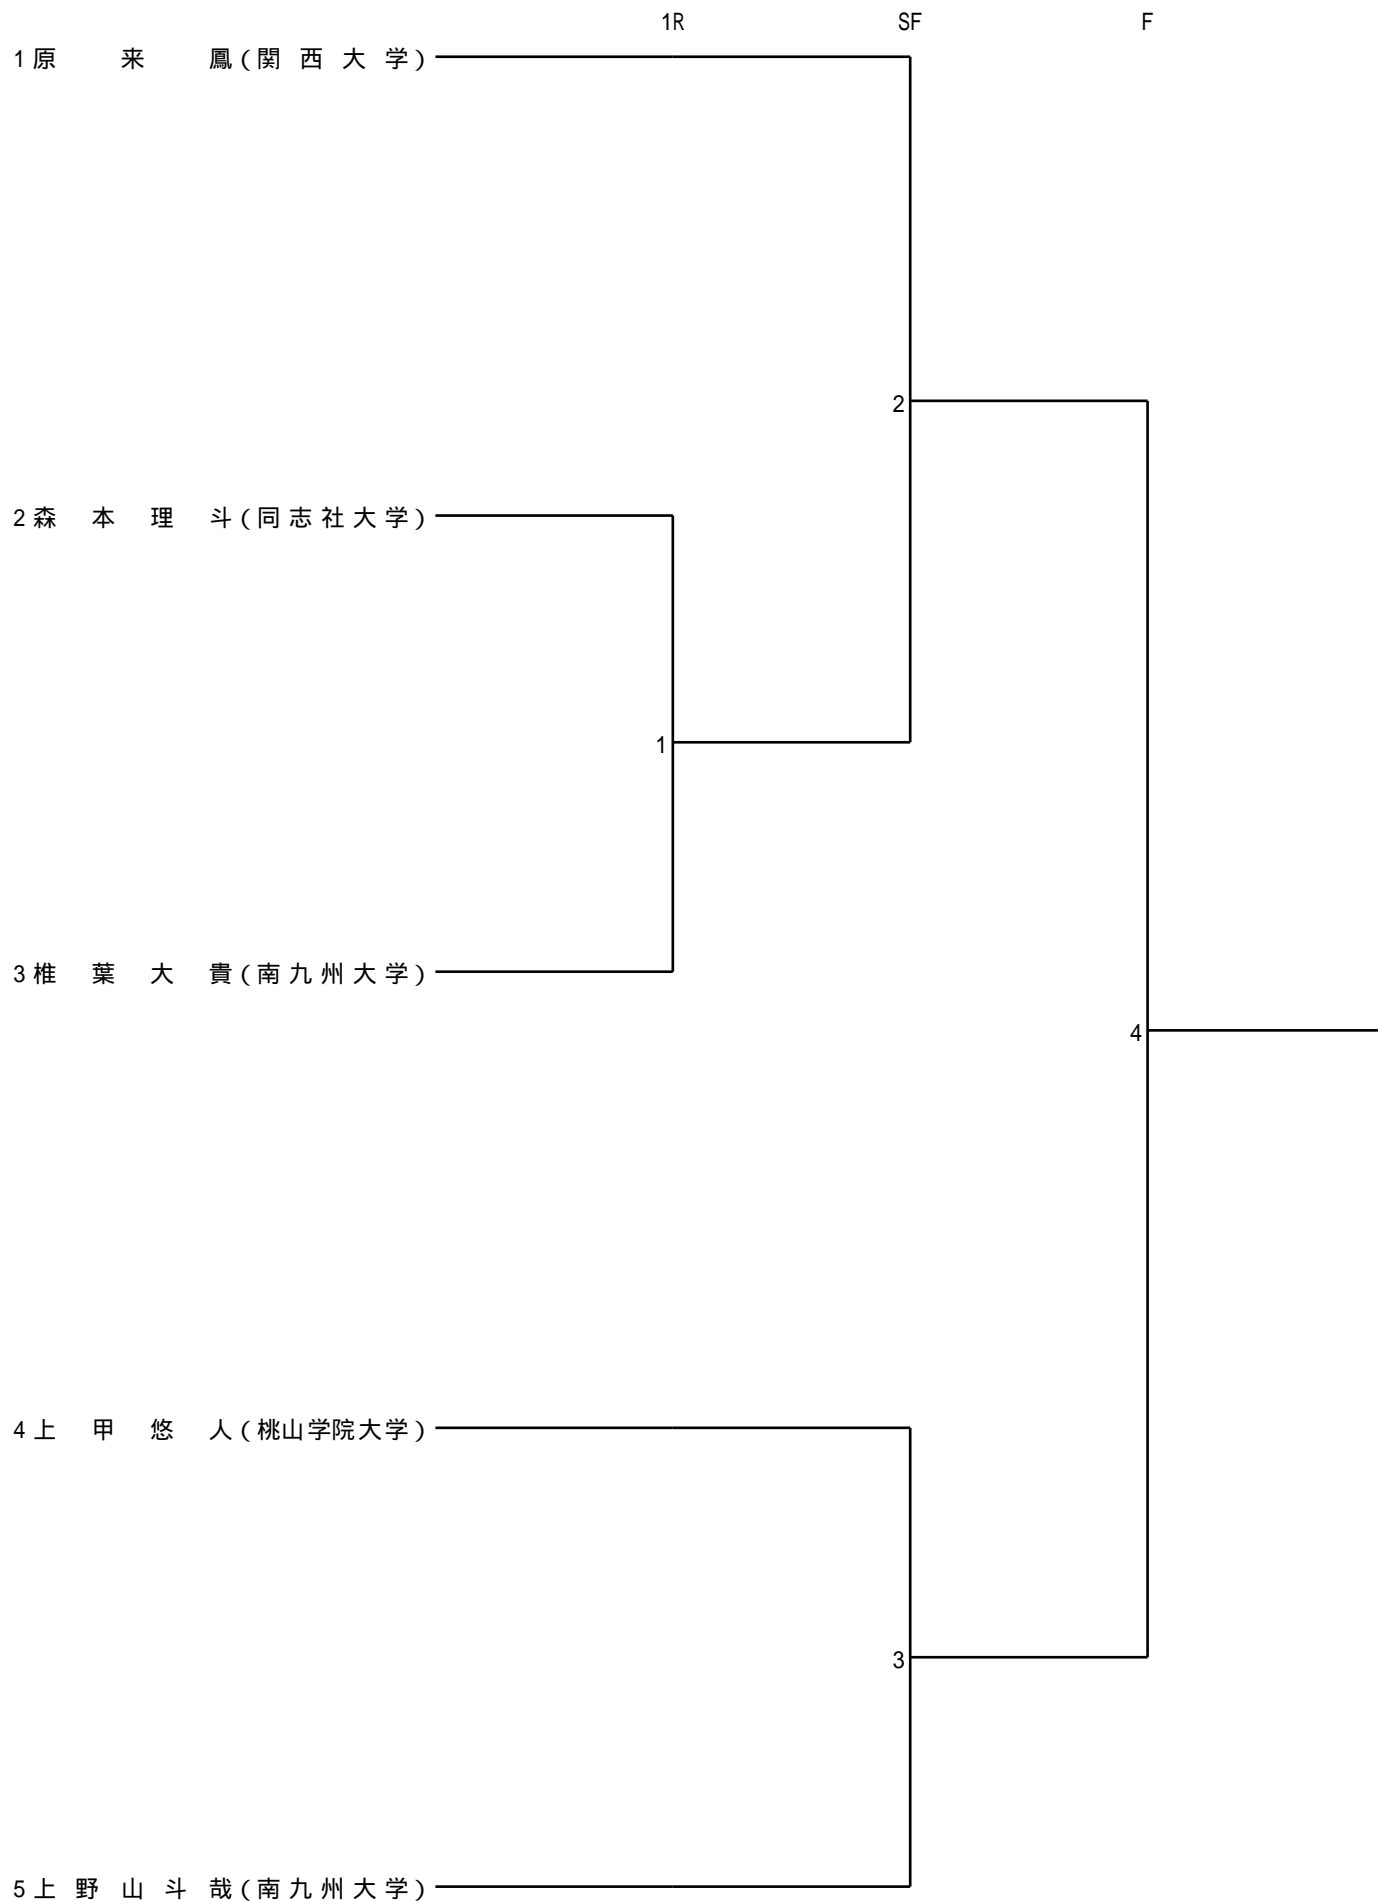 1R SF F
1 原 来 鳳 ( 関 西 大 学 )
2
2 森 本 理 斗 ( 同 志 社 大 学 )
1
3 椎 葉 大 貴 ( 南 九 州 大 学 )
4
4 上 甲 悠 人 ( 桃山学院大学 )
3
5 上 野 山 斗 哉 ( 南 九 州 大 学 )